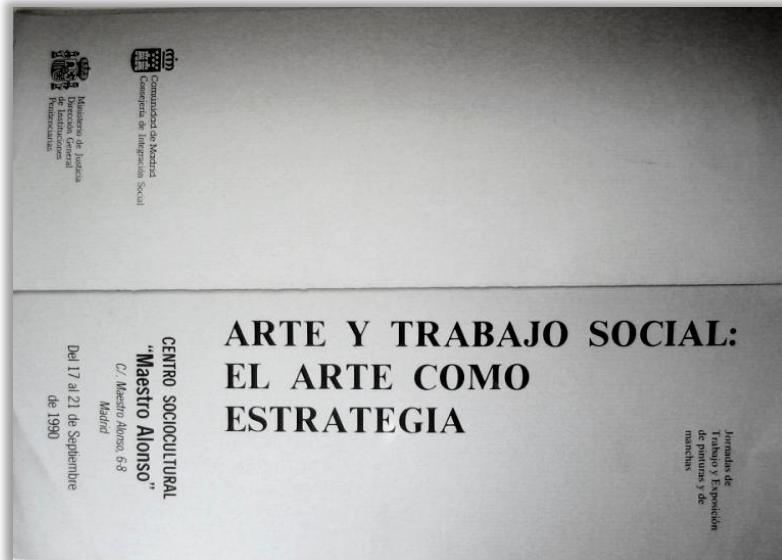 ARTE Y TRABAJO SOCIAL:
EL ARTE COMO
ESTRATEGIA
Jornadas de
Trabajo y Exposición
de pinturas y de
manchas
CENTRO SOCIOCULTURAL
"Maestro Alonso"
C/. Maestro Alonso, 6-8
Madrid
Del 17 al 21 de Septiembre
de 1990
Comunidad de Madrid
Consejería de Integración Social
Ministerio de Justicia
Dirección General
de Instituciones
Penitenciarias